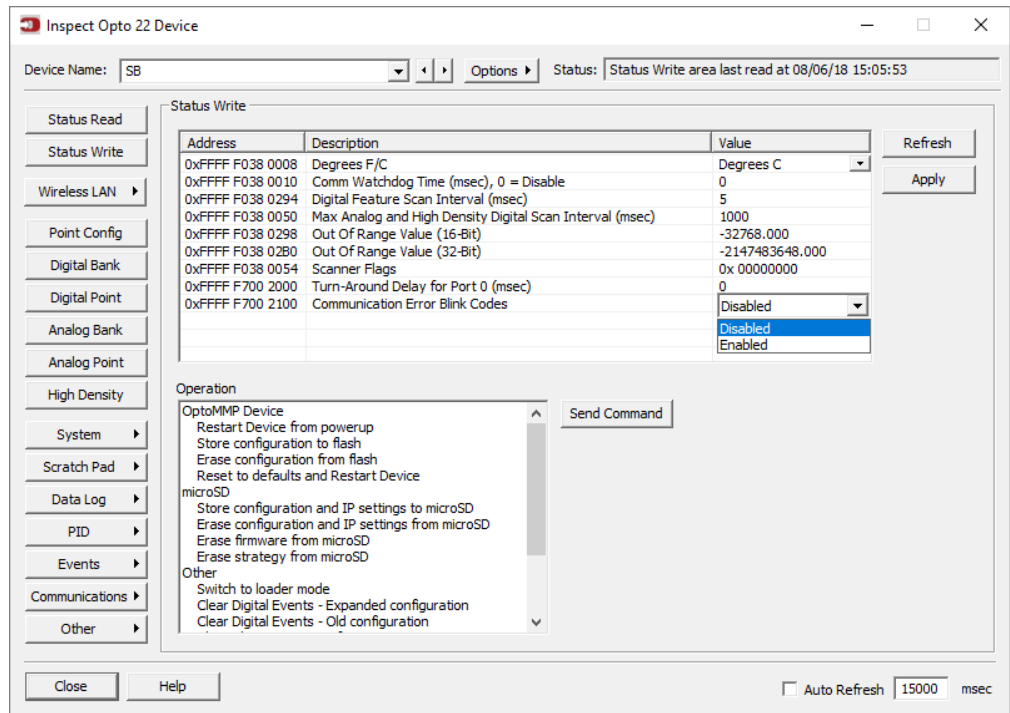 Inspect Opto 22 Device
Device Name: SB Options Status: Status Write area last read at 08/06/18 15:05:53
Status Read
Status Write
Wireless LAN
Point Config
Digital Bank
Digital Point
Analog Bank
Analog Point
High Density
System
Scratch Pad
Data Log
PID
Events
Communications
Other
Status Write
Address Description Value
0xFFFF F038 0008 Degrees F/C Degrees C
0xFFFF F038 0010 Comm Watchdog Time (msec), 0 = Disable 0
0xFFFF F038 0294 Digital Feature Scan Interval (msec) 5
0xFFFF F038 0050 Max Analog and High Density Digital Scan Interval (msec) 1000
0xFFFF F038 0298 Out Of Range Value (16-Bit) -32768.000
0xFFFF F038 02B0 Out Of Range Value (32-Bit) -2147483648.000
0xFFFF F038 0054 Scanner Flags 0x 00000000
0xFFFF F700 2000 Turn-Around Delay for Port 0 (msec) 0
0xFFFF F700 2100 Communication Error Blink Codes Disabled
Disabled
Enabled
Refresh
Apply
Operation
OptoMMP Device
Restart Device from powerup
Store configuration to flash
Erase configuration from flash
Reset to defaults and Restart Device
microSD
Store configuration and IP settings to microSD
Erase configuration and IP settings from microSD
Erase firmware from microSD
Erase strategy from microSD
Other
Switch to loader mode
Clear Digital Events - Expanded configuration
Clear Digital Events - Old configuration
Send Command
Close Help Auto Refresh 15000 msec